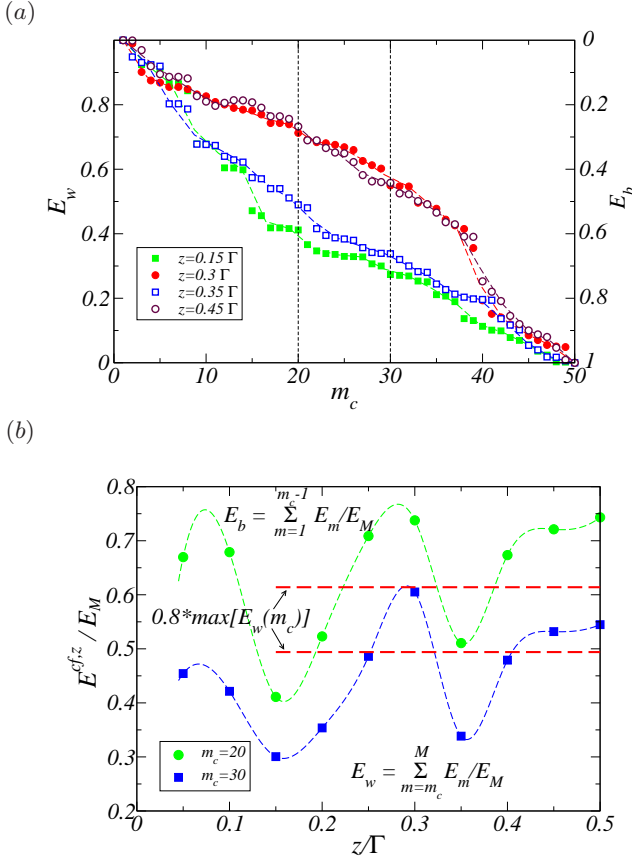 (a)
0 0.2 0.4 0.6 0.8
E_w
0 0.2 0.4 0.6 0.8 1
E_b
z=0.15 Γ
z=0.3 Γ
z=0.35 Γ
z=0.45 Γ
0 10 20 30 40 50
m_c
(b)
0.8
0.7
0.6
0.5
0.4
0.3
0.2
E^{cf,z} / E_M
E_b = Σ_{m=1}^{m_c-1} E_m/E_M
0.8*max[E_w(m_c)]
m_c=20
m_c=30
E_w = Σ_{m=m_c}^{M} E_m/E_M
0 0.1 0.2 0.3 0.4 0.5
z/Γ